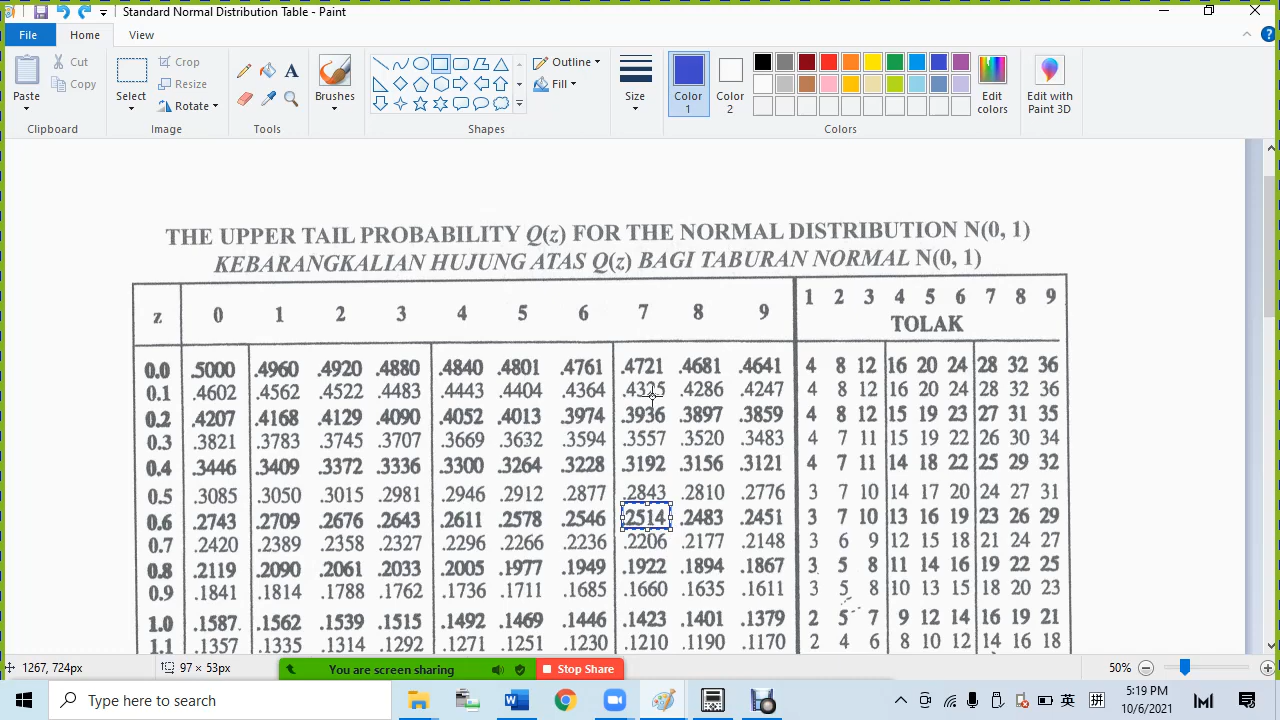 Standard Normal Distribution Table - Paint
File Home View
Paste Cut Copy Select Crop Resize Rotate Brushes Outline Fill Size Color 1 Color 2 Edit colors Edit with Paint 3D
Clipboard Image Tools Shapes Colors
THE UPPER TAIL PROBABILITY Q(z) FOR THE NORMAL DISTRIBUTION N(0, 1)
KEBARANGKALIAN HUJUNG ATAS Q(z) BAGI TABURAN NORMAL N(0, 1)
z 0 1 2 3 4 5 6 7 8 9 1 2 3 4 5 6 7 8 9
TOLAK
0.0 .5000 .4960 .4920 .4880 .4840 .4801 .4761 .4721 .4681 .4641 4 8 12 16 20 24 28 32 36
0.1 .4602 .4562 .4522 .4483 .4443 .4404 .4364 .4325 .4286 .4247 4 8 12 16 20 24 28 32 36
0.2 .4207 .4168 .4129 .4090 .4052 .4013 .3974 .3936 .3897 .3859 4 8 12 15 19 23 27 31 35
0.3 .3821 .3783 .3745 .3707 .3669 .3632 .3594 .3557 .3520 .3483 4 7 11 15 19 22 26 30 34
0.4 .3446 .3409 .3372 .3336 .3300 .3264 .3228 .3192 .3156 .3121 4 7 11 14 18 22 25 29 32
0.5 .3085 .3050 .3015 .2981 .2946 .2912 .2877 .2843 .2810 .2776 3 7 10 14 17 20 24 27 31
0.6 .2743 .2709 .2676 .2643 .2611 .2578 .2546 .2514 .2483 .2451 3 7 10 13 16 19 23 26 29
0.7 .2420 .2389 .2358 .2327 .2296 .2266 .2236 .2206 .2177 .2148 3 6 9 12 15 18 21 24 27
0.8 .2119 .2090 .2061 .2033 .2005 .1977 .1949 .1922 .1894 .1867 3 5 8 11 14 16 19 22 25
0.9 .1841 .1814 .1788 .1762 .1736 .1711 .1685 .1660 .1635 .1611 3 5 8 10 13 15 18 20 23
1.0 .1587 .1562 .1539 .1515 .1492 .1469 .1446 .1423 .1401 .1379 2 5 7 9 12 14 16 19 21
1.1 .1357 .1335 .1314 .1292 .1271 .1251 .1230 .1210 .1190 .1170 2 4 6 8 10 12 14 16 18
1267, 724px 97 × 53px You are screen sharing Stop Share 50%
Type here to search 英 拼 5:19 PM
10/6/2021